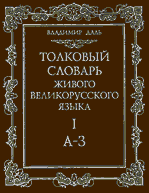 ВЛАДИМИР ДАЛЬ
ТОЛКОВЫЙ
СЛОВАРЬ
ЖИВОГО
ВЕЛИКОРУССКОГО
ЯЗЫКА
I
А-З